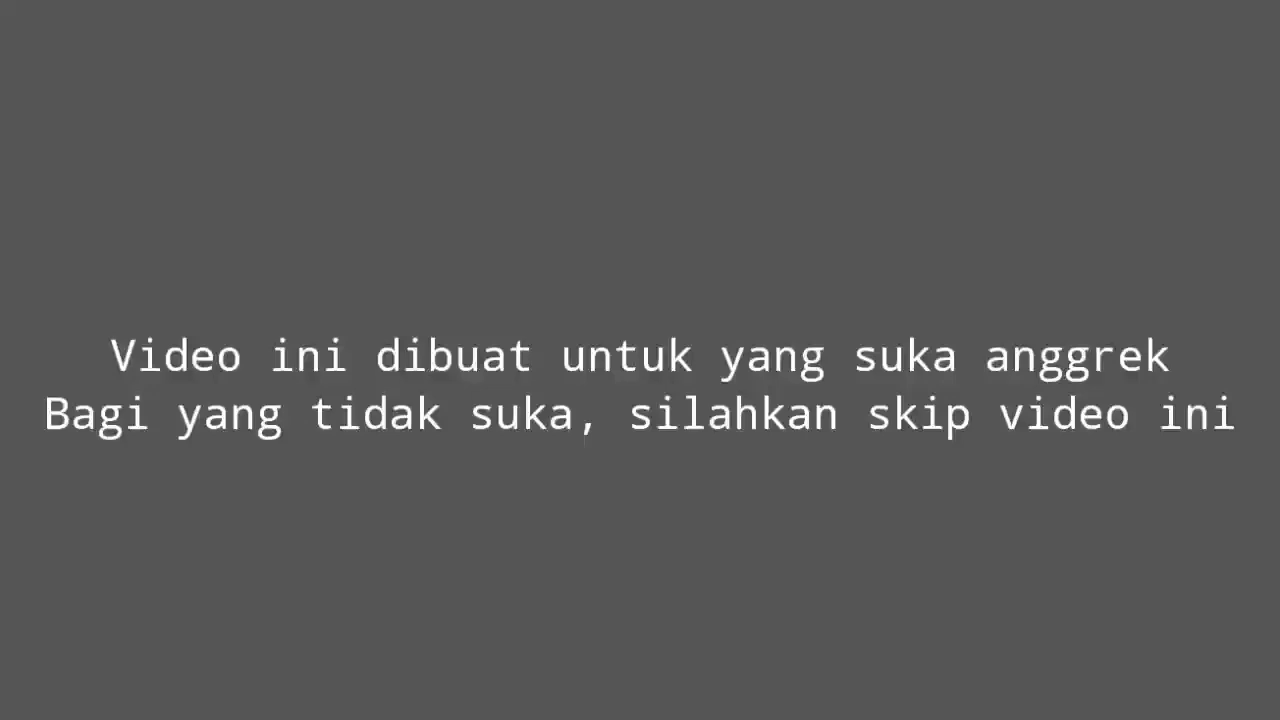 Video ini dibuat untuk yang suka anggrek
Bagi yang tidak suka, silahkan skip video ini